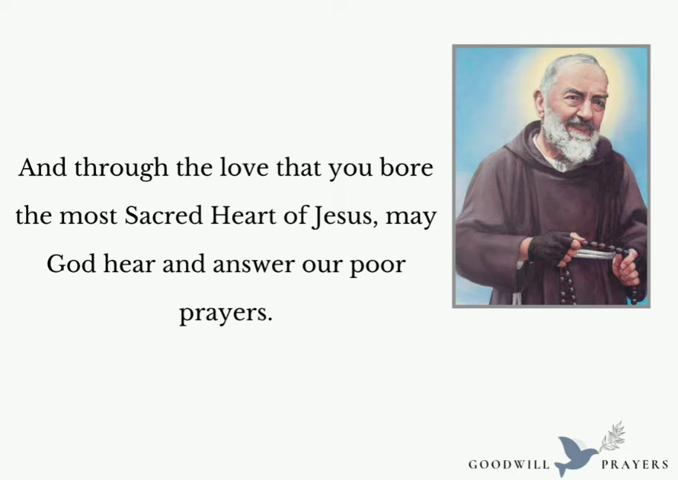 And through the love that you bore
the most Sacred Heart of Jesus, may
God hear and answer our poor
prayers.
GOODWILL PRAYERS